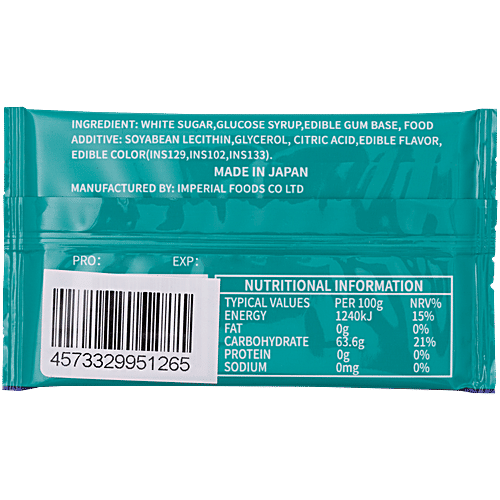 INGREDIENT: WHITE SUGAR,GLUCOSE SYRUP,EDIBLE GUM BASE, FOOD
ADDITIVE: SOYABEAN LECITHIN,GLYCEROL, CITRIC ACID,EDIBLE FLAVOR,
EDIBLE COLOR(INS129,INS102,INS133).
MADE IN JAPAN
MANUFACTURED BY: IMPERIAL FOODS CO LTD
PRO: EXP:
NUTRITIONAL INFORMATION
TYPICAL VALUES PER 100g NRV%
ENERGY 1240kJ 15%
FAT 0g 0%
CARBOHYDRATE 63.6g 21%
PROTEIN 0g 0%
SODIUM 0mg 0%
4573329951265